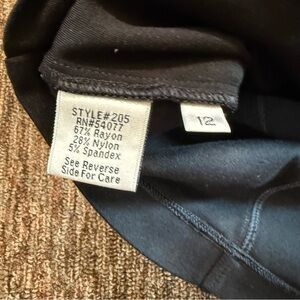 STYLE#205
RN#54077
67% Rayon
28% Nylon
5% Spandex
See Reverse
Side For Care
12